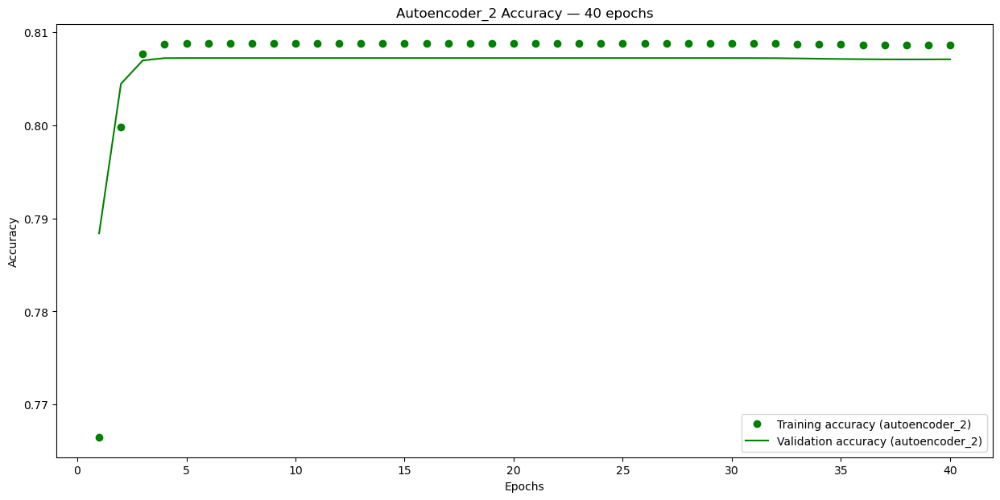 Autoencoder_2 Accuracy — 40 epochs
0.81
0.80
0.79
0.78
0.77
Accuracy
0 5 10 15 20 25 30 35 40
Epochs
Training accuracy (autoencoder_2)
Validation accuracy (autoencoder_2)